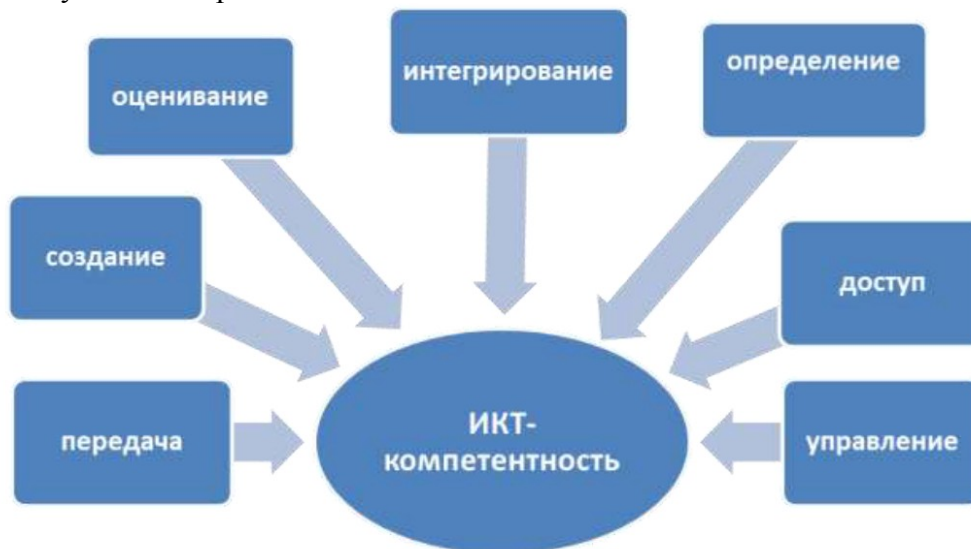 интегрирование
определение
оценивание
создание
доступ
передача
ИКТ-
компетентность
управление